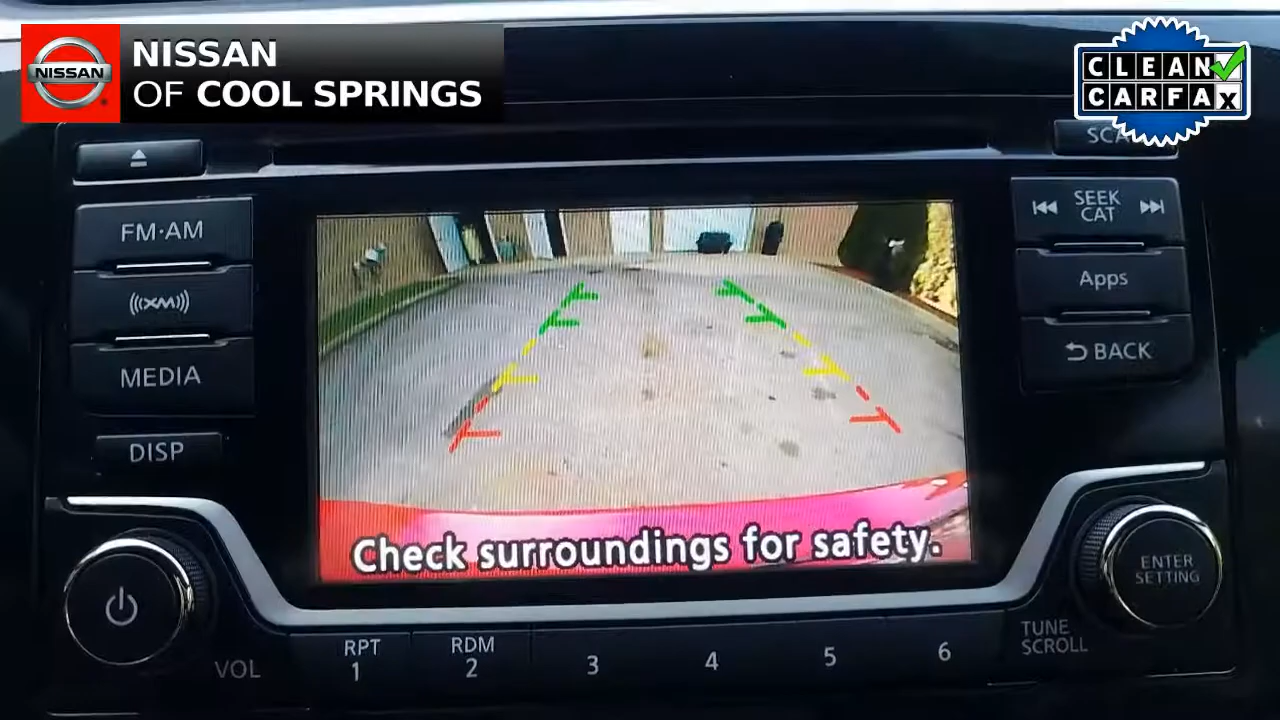 NISSAN
NISSAN
OF COOL SPRINGS
CLEAN
CARFAX
FM·AM
XM
MEDIA
DISP
VOL
SEEK
CAT
Apps
BACK
ENTER
SETTING
TUNE
SCROLL
Check surroundings for safety.
RPT
1
RDM
2
3
4
5
6